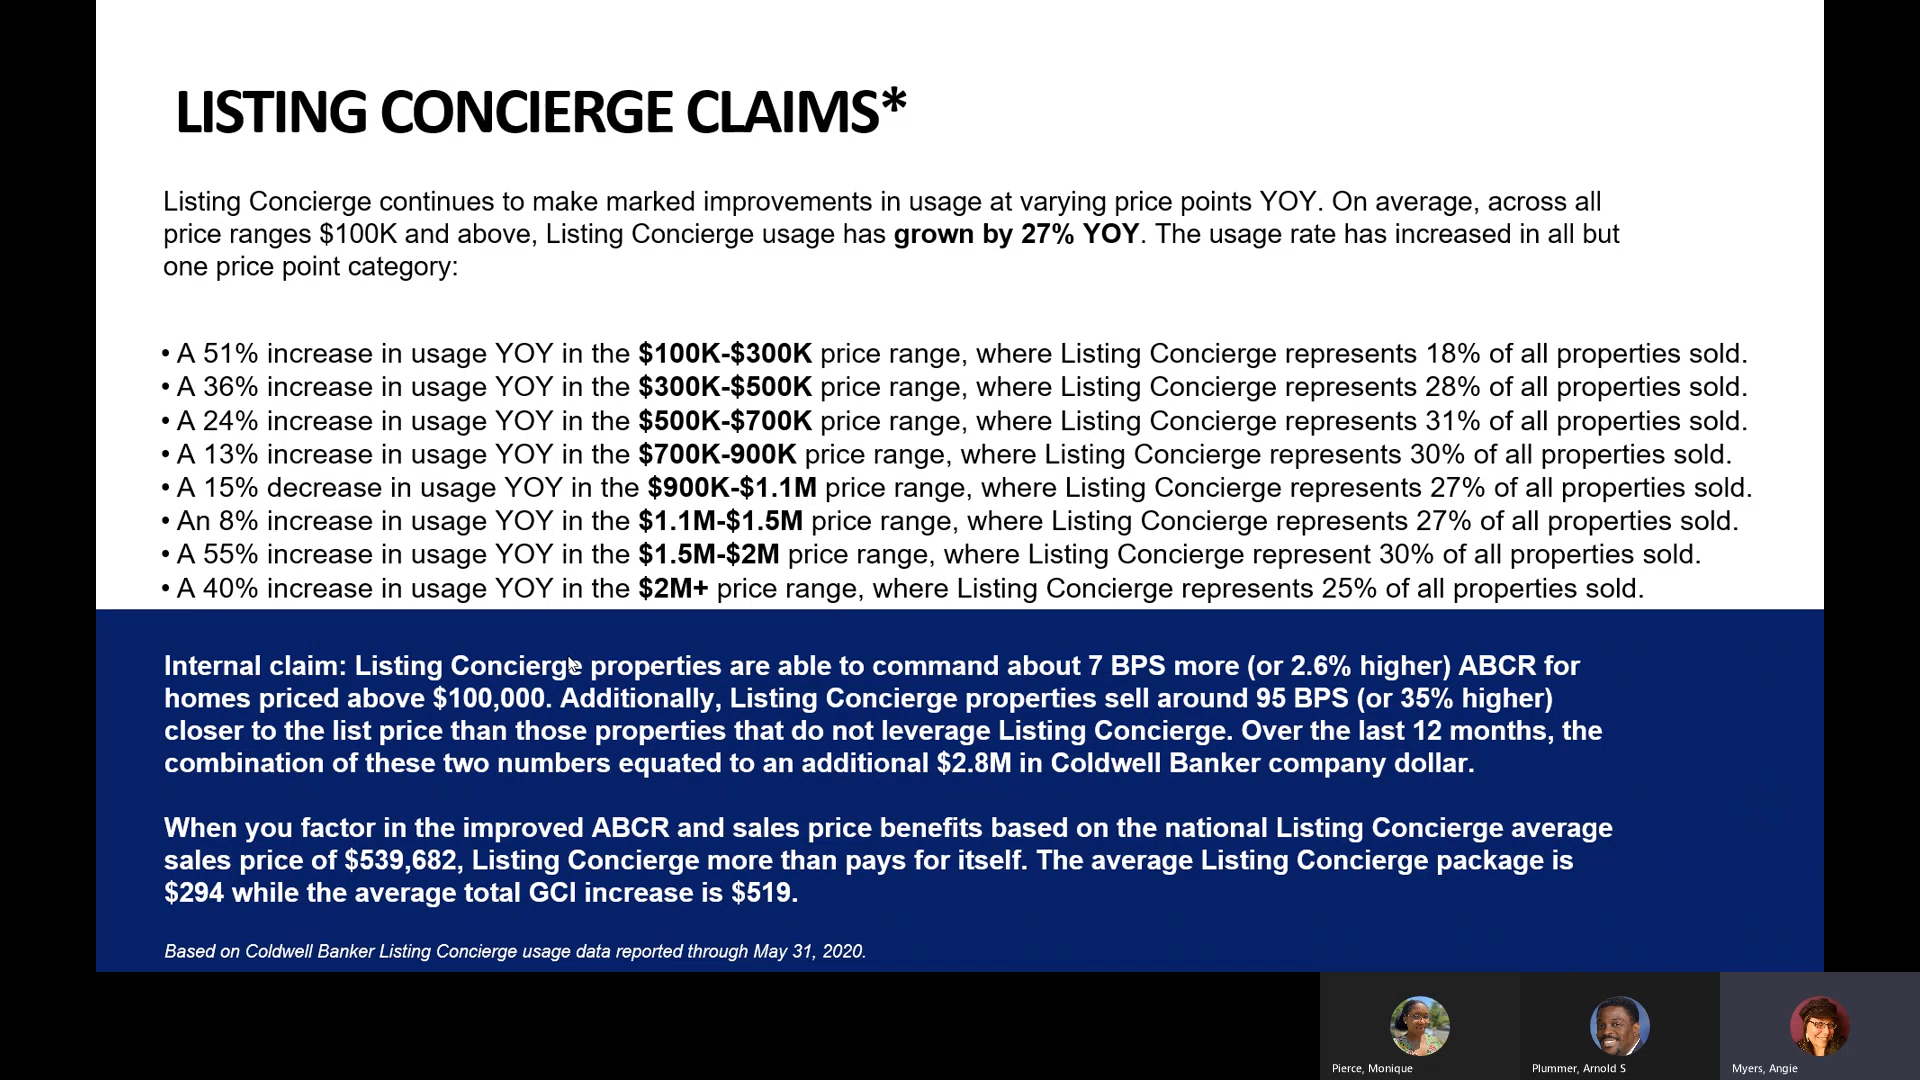 LISTING CONCIERGE CLAIMS*
Listing Concierge continues to make marked improvements in usage at varying price points YOY. On average, across all
price ranges $100K and above, Listing Concierge usage has grown by 27% YOY. The usage rate has increased in all but
one price point category:
• A 51% increase in usage YOY in the $100K-$300K price range, where Listing Concierge represents 18% of all properties sold.
• A 36% increase in usage YOY in the $300K-$500K price range, where Listing Concierge represents 28% of all properties sold.
• A 24% increase in usage YOY in the $500K-$700K price range, where Listing Concierge represents 31% of all properties sold.
• A 13% increase in usage YOY in the $700K-900K price range, where Listing Concierge represents 30% of all properties sold.
• A 15% decrease in usage YOY in the $900K-$1.1M price range, where Listing Concierge represents 27% of all properties sold.
• An 8% increase in usage YOY in the $1.1M-$1.5M price range, where Listing Concierge represents 27% of all properties sold.
• A 55% increase in usage YOY in the $1.5M-$2M price range, where Listing Concierge represent 30% of all properties sold.
• A 40% increase in usage YOY in the $2M+ price range, where Listing Concierge represents 25% of all properties sold.
Internal claim: Listing Concierge properties are able to command about 7 BPS more (or 2.6% higher) ABCR for
homes priced above $100,000. Additionally, Listing Concierge properties sell around 95 BPS (or 35% higher)
closer to the list price than those properties that do not leverage Listing Concierge. Over the last 12 months, the
combination of these two numbers equated to an additional $2.8M in Coldwell Banker company dollar.
When you factor in the improved ABCR and sales price benefits based on the national Listing Concierge average
sales price of $539,682, Listing Concierge more than pays for itself. The average Listing Concierge package is
$294 while the average total GCI increase is $519.
Based on Coldwell Banker Listing Concierge usage data reported through May 31, 2020.
Pierce, Monique
Plummer, Arnold S
Myers, Angie